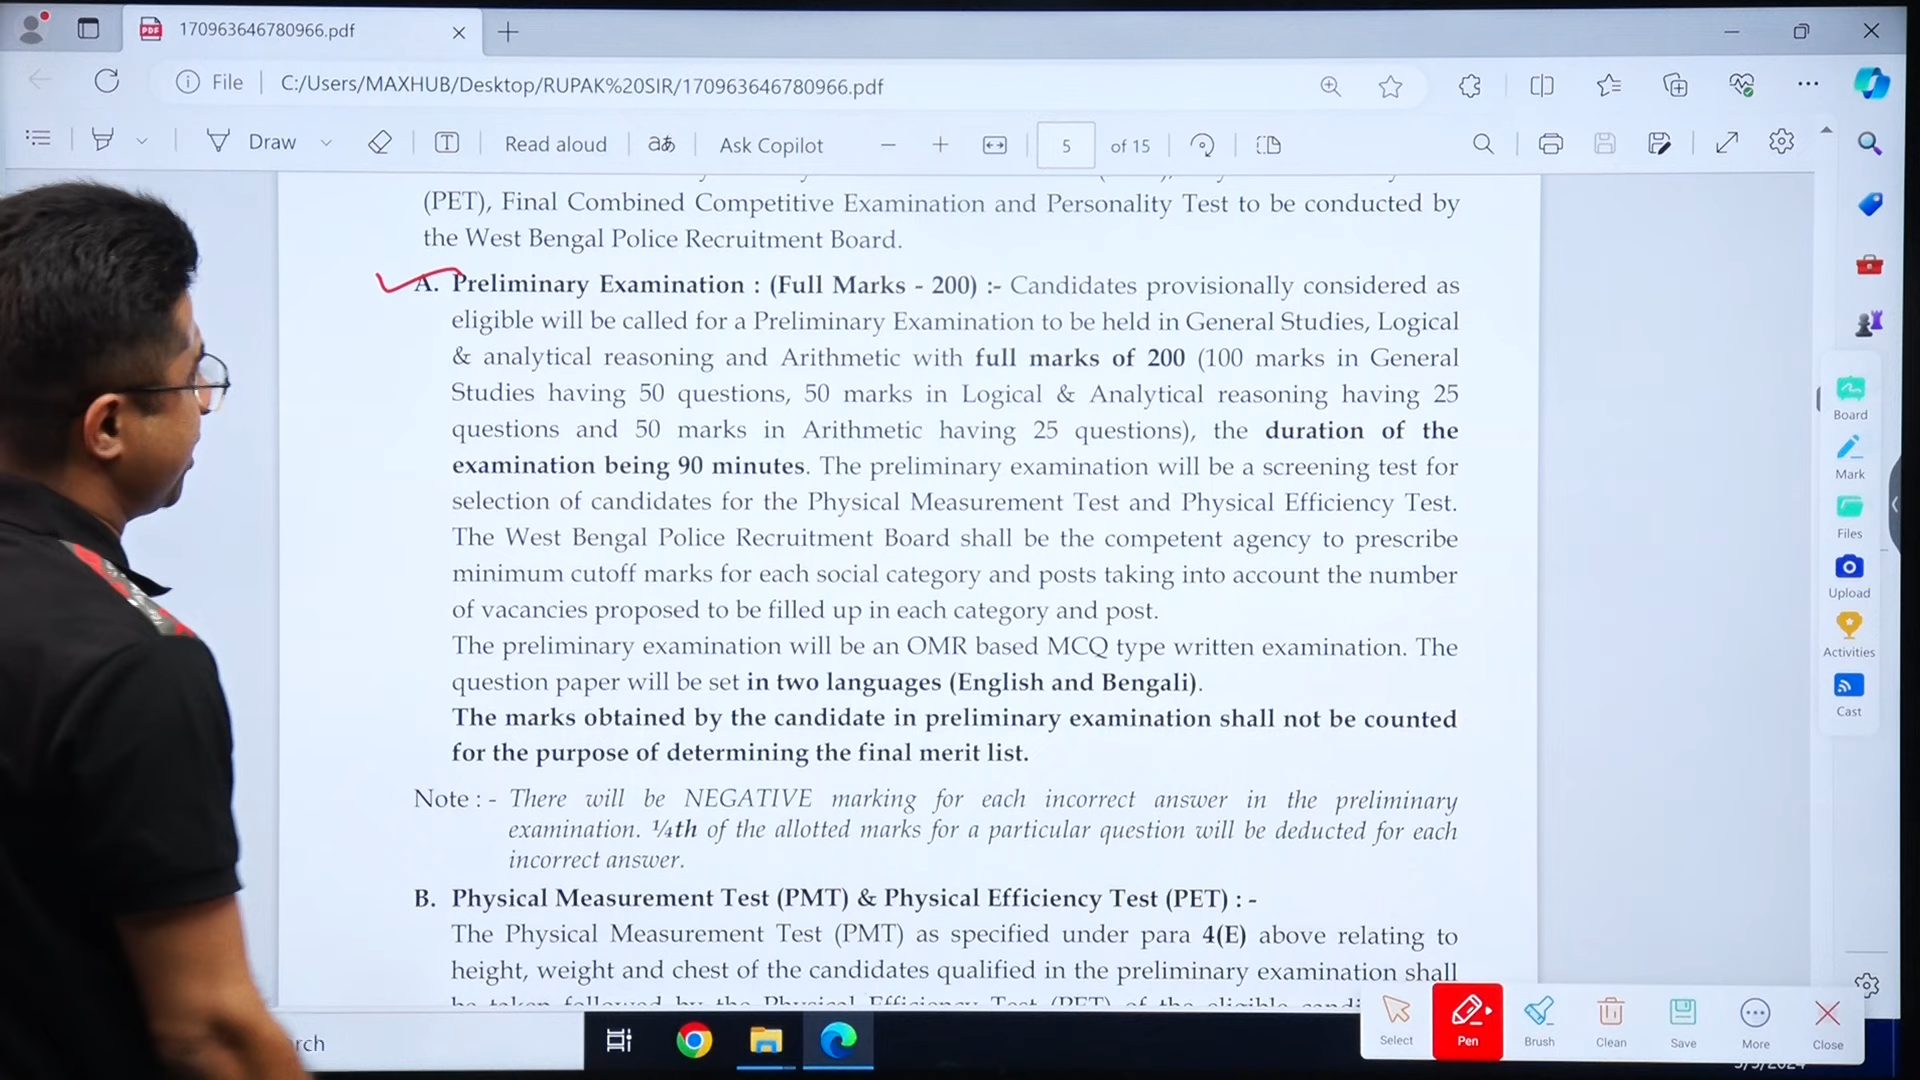 170963646780966.pdf
File
C:/Users/MAXHUB/Desktop/RUPAK%20SIR/170963646780966.pdf
Draw
Read aloud
aあ
Ask Copilot
5
of 15
(PET), Final Combined Competitive Examination and Personality Test to be conducted by
the West Bengal Police Recruitment Board.
A. Preliminary Examination : (Full Marks - 200) :- Candidates provisionally considered as
eligible will be called for a Preliminary Examination to be held in General Studies, Logical
& analytical reasoning and Arithmetic with full marks of 200 (100 marks in General
Studies having 50 questions, 50 marks in Logical & Analytical reasoning having 25
questions and 50 marks in Arithmetic having 25 questions), the duration of the
examination being 90 minutes. The preliminary examination will be a screening test for
selection of candidates for the Physical Measurement Test and Physical Efficiency Test.
The West Bengal Police Recruitment Board shall be the competent agency to prescribe
minimum cutoff marks for each social category and posts taking into account the number
of vacancies proposed to be filled up in each category and post.
The preliminary examination will be an OMR based MCQ type written examination. The
question paper will be set in two languages (English and Bengali).
The marks obtained by the candidate in preliminary examination shall not be counted
for the purpose of determining the final merit list.
Note : - There will be NEGATIVE marking for each incorrect answer in the preliminary
examination. ¼th of the allotted marks for a particular question will be deducted for each
incorrect answer.
B. Physical Measurement Test (PMT) & Physical Efficiency Test (PET) : -
The Physical Measurement Test (PMT) as specified under para 4(E) above relating to
height, weight and chest of the candidates qualified in the preliminary examination shall
be taken followed by the Physical Efficiency Test (PET) of the eligible
Board
Mark
Files
Upload
Activities
Cast
Select
Pen
Brush
Clean
Save
More
Close